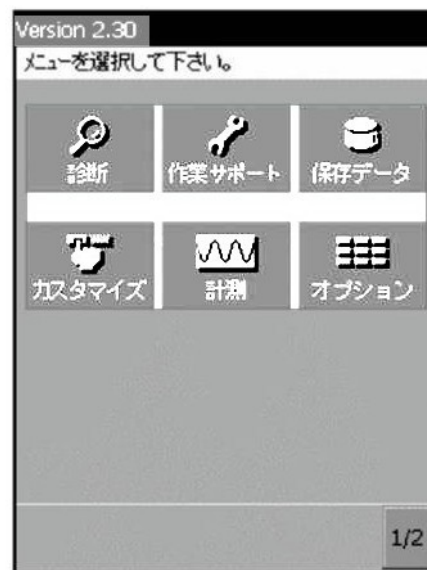 Version 2.30
メニューを選択して下さい。
診断
作業サポート
保存データ
カスタマイズ
計測
オプション
1/2